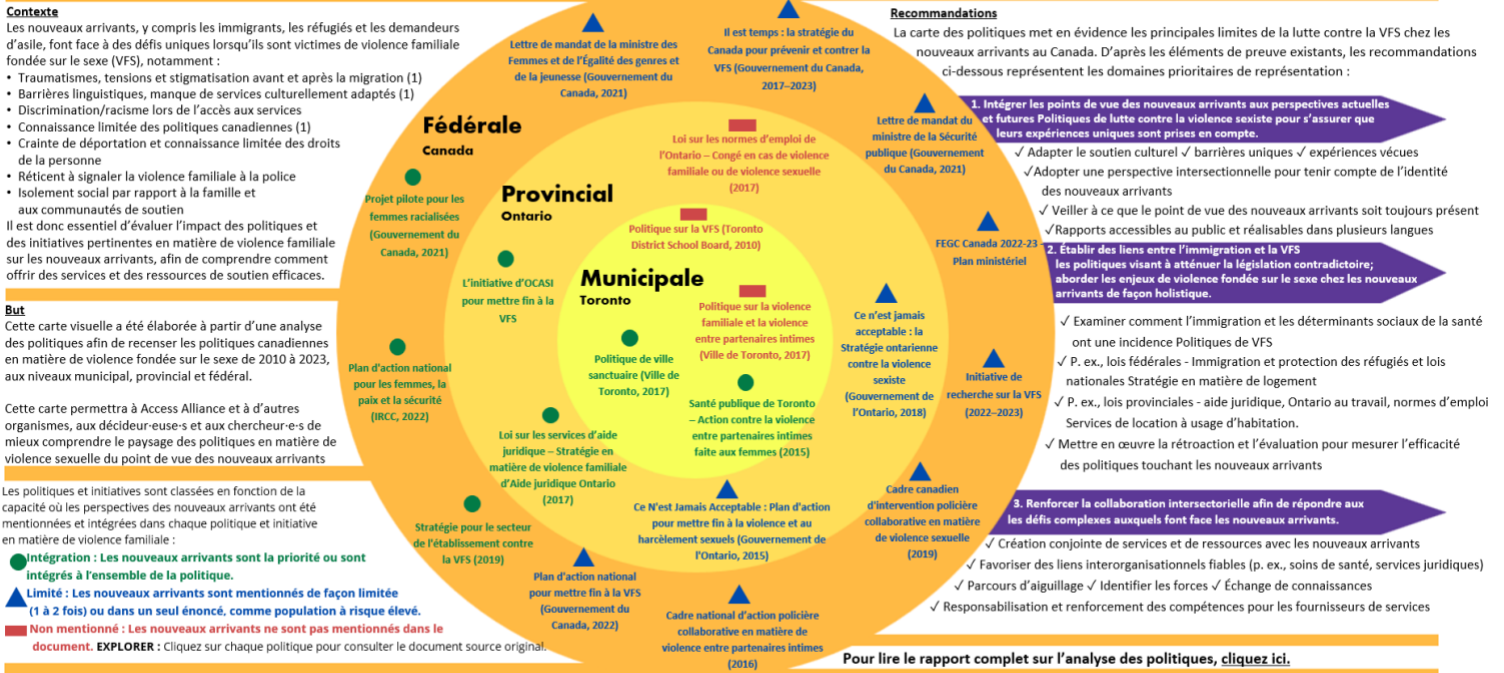 Contexte
Les nouveaux arrivants, y compris les immigrants, les réfugiés et les demandeurs
d'asile, font face à des défis uniques lorsqu'ils sont victimes de violence familiale
fondée sur le sexe (VFS), notamment :
• Traumatismes, tensions et stigmatisation avant et après la migration (1)
• Barrières linguistiques, manque de services culturellement adaptés (1)
• Discrimination/racisme lors de l'accès aux services
• Connaissance limitée des politiques canadiennes (1)
• Crainte de déportation et connaissance limitée des droits
de la personne
• Réticent à signaler la violence familiale à la police
• Isolement social par rapport à la famille et
aux communautés de soutien
Il est donc essentiel d'évaluer l'impact des politiques et
des initiatives pertinentes en matière de violence familiale
sur les nouveaux arrivants, afin de comprendre comment
offrir des services et des ressources de soutien efficaces.
But
Cette carte visuelle a été élaborée à partir d'une analyse
des politiques afin de recenser les politiques canadiennes
en matière de violence fondée sur le sexe de 2010 à 2023,
aux niveaux municipal, provincial et fédéral.
Cette carte permettra à Access Alliance et à d'autres
organismes, aux décideur·euse·s et aux chercheur·e·s de
mieux comprendre le paysage des politiques en matière de
violence sexuelle du point de vue des nouveaux arrivants
Les politiques et initiatives sont classées en fonction de la
capacité où les perspectives des nouveaux arrivants ont été
mentionnées et intégrées dans chaque politique et initiative
en matière de violence familiale :
Intégration : Les nouveaux arrivants sont la priorité ou sont
intégrés à l'ensemble de la politique.
Limité : Les nouveaux arrivants sont mentionnés de façon limitée
(1 à 2 fois) ou dans un seul énoncé, comme population à risque élevé.
Non mentionné : Les nouveaux arrivants ne sont pas mentionnés dans le
document. EXPLORER : Cliquez sur chaque politique pour consulter le document source original.
Fédérale
Canada
Lettre de mandat de la ministre des
Femmes et de l'Égalité des genres et
de la jeunesse (Gouvernement du
Canada, 2021)
Il est temps : la stratégie du
Canada pour prévenir et contrer la
VFS (Gouvernement du Canada,
2017–2023)
Lettre de mandat du
ministre de la Sécurité
publique (Gouvernement
du Canada, 2021)
Projet pilote pour les
femmes racialisées
(Gouvernement du
Canada, 2021)
FEGC Canada 2022-23 -
Plan ministériel
Plan d'action national
pour les femmes, la
paix et la sécurité
(IRCC, 2022)
Initiative de
recherche sur la VFS
(2022–2023)
Stratégie pour le secteur
de l'établissement contre
la VFS (2019)
Cadre canadien
d'intervention policière
collaborative en matière
de violence sexuelle
(2019)
Plan d'action national
pour mettre fin à la VFS
(Gouvernement du
Canada, 2022)
Cadre national d'action policière
collaborative en matière de
violence entre partenaires intimes
(2016)
Provincial
Ontario
Loi sur les normes d'emploi de
l'Ontario – Congé en cas de violence
familiale ou de violence sexuelle
(2017)
L'initiative d'OCASI
pour mettre fin à la
VFS
Ce n'est jamais
acceptable : la
Stratégie ontarienne
contre la violence
sexiste
(Gouvernement de
l'Ontario, 2018)
Loi sur les services d'aide
juridique – Stratégie en
matière de violence familiale
d'Aide juridique Ontario
(2017)
Ce N'est Jamais Acceptable : Plan d'action
pour mettre fin à la violence et au
harcèlement sexuels (Gouvernement de
l'Ontario, 2015)
Municipale
Toronto
Politique sur la VFS (Toronto
District School Board, 2010)
Politique sur la violence
familiale et la violence
entre partenaires intimes
(Ville de Toronto, 2017)
Politique de ville
sanctuaire (Ville de
Toronto, 2017)
Santé publique de Toronto
– Action contre la violence
entre partenaires intimes
faite aux femmes (2015)
Recommandations
La carte des politiques met en évidence les principales limites de la lutte contre la VFS chez les
nouveaux arrivants au Canada. D'après les éléments de preuve existants, les recommandations
ci-dessous représentent les domaines prioritaires de représentation :
1. Intégrer les points de vue des nouveaux arrivants aux perspectives actuelles
et futures Politiques de lutte contre la violence sexiste pour s'assurer que
leurs expériences uniques sont prises en compte.
✓ Adapter le soutien culturel ✓ barrières uniques ✓ expériences vécues
✓Adopter une perspective intersectionnelle pour tenir compte de l'identité
des nouveaux arrivants
✓ Veiller à ce que le point de vue des nouveaux arrivants soit toujours présent
✓Rapports accessibles au public et réalisables dans plusieurs langues
2. Établir des liens entre l'immigration et la VFS
les politiques visant à atténuer la législation contradictoire;
aborder les enjeux de violence fondée sur le sexe chez les nouveaux
arrivants de façon holistique.
✓ Examiner comment l'immigration et les déterminants sociaux de la santé
ont une incidence Politiques de VFS
✓ P. ex., lois fédérales - Immigration et protection des réfugiés et lois
nationales Stratégie en matière de logement
✓ P. ex., lois provinciales - aide juridique, Ontario au travail, normes d'emploi
Services de location à usage d'habitation.
✓ Mettre en œuvre la rétroaction et l'évaluation pour mesurer l'efficacité
des politiques touchant les nouveaux arrivants
3. Renforcer la collaboration intersectorielle afin de répondre aux
les défis complexes auxquels font face les nouveaux arrivants.
✓ Création conjointe de services et de ressources avec les nouveaux arrivants
✓ Favoriser des liens interorganisationnels fiables (p. ex., soins de santé, services juridiques)
✓ Parcours d'aiguillage ✓ Identifier les forces ✓ Échange de connaissances
✓ Responsabilisation et renforcement des compétences pour les fournisseurs de services
Pour lire le rapport complet sur l'analyse des politiques, cliquez ici.